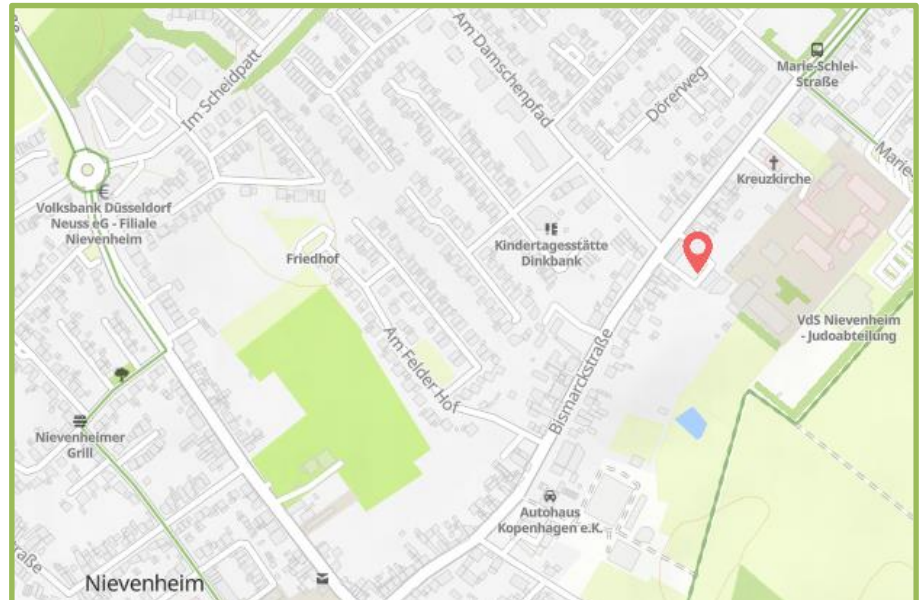 Im Scheidpatt
Am Damschenpfad
Dörerweg
Marie-Schlei-
Straße
Marie-
Kreuzkirche
Volksbank Düsseldorf
Neuss eG - Filiale
Nievenheim
Friedhof
Kindertagesstätte
Dinkbank
VdS Nievenheim
- Judoabteilung
Am Felder Hof
Bismarckstraße
Nievenheimer
Grill
Autohaus
Kopenhagen e.K.
Nievenheim